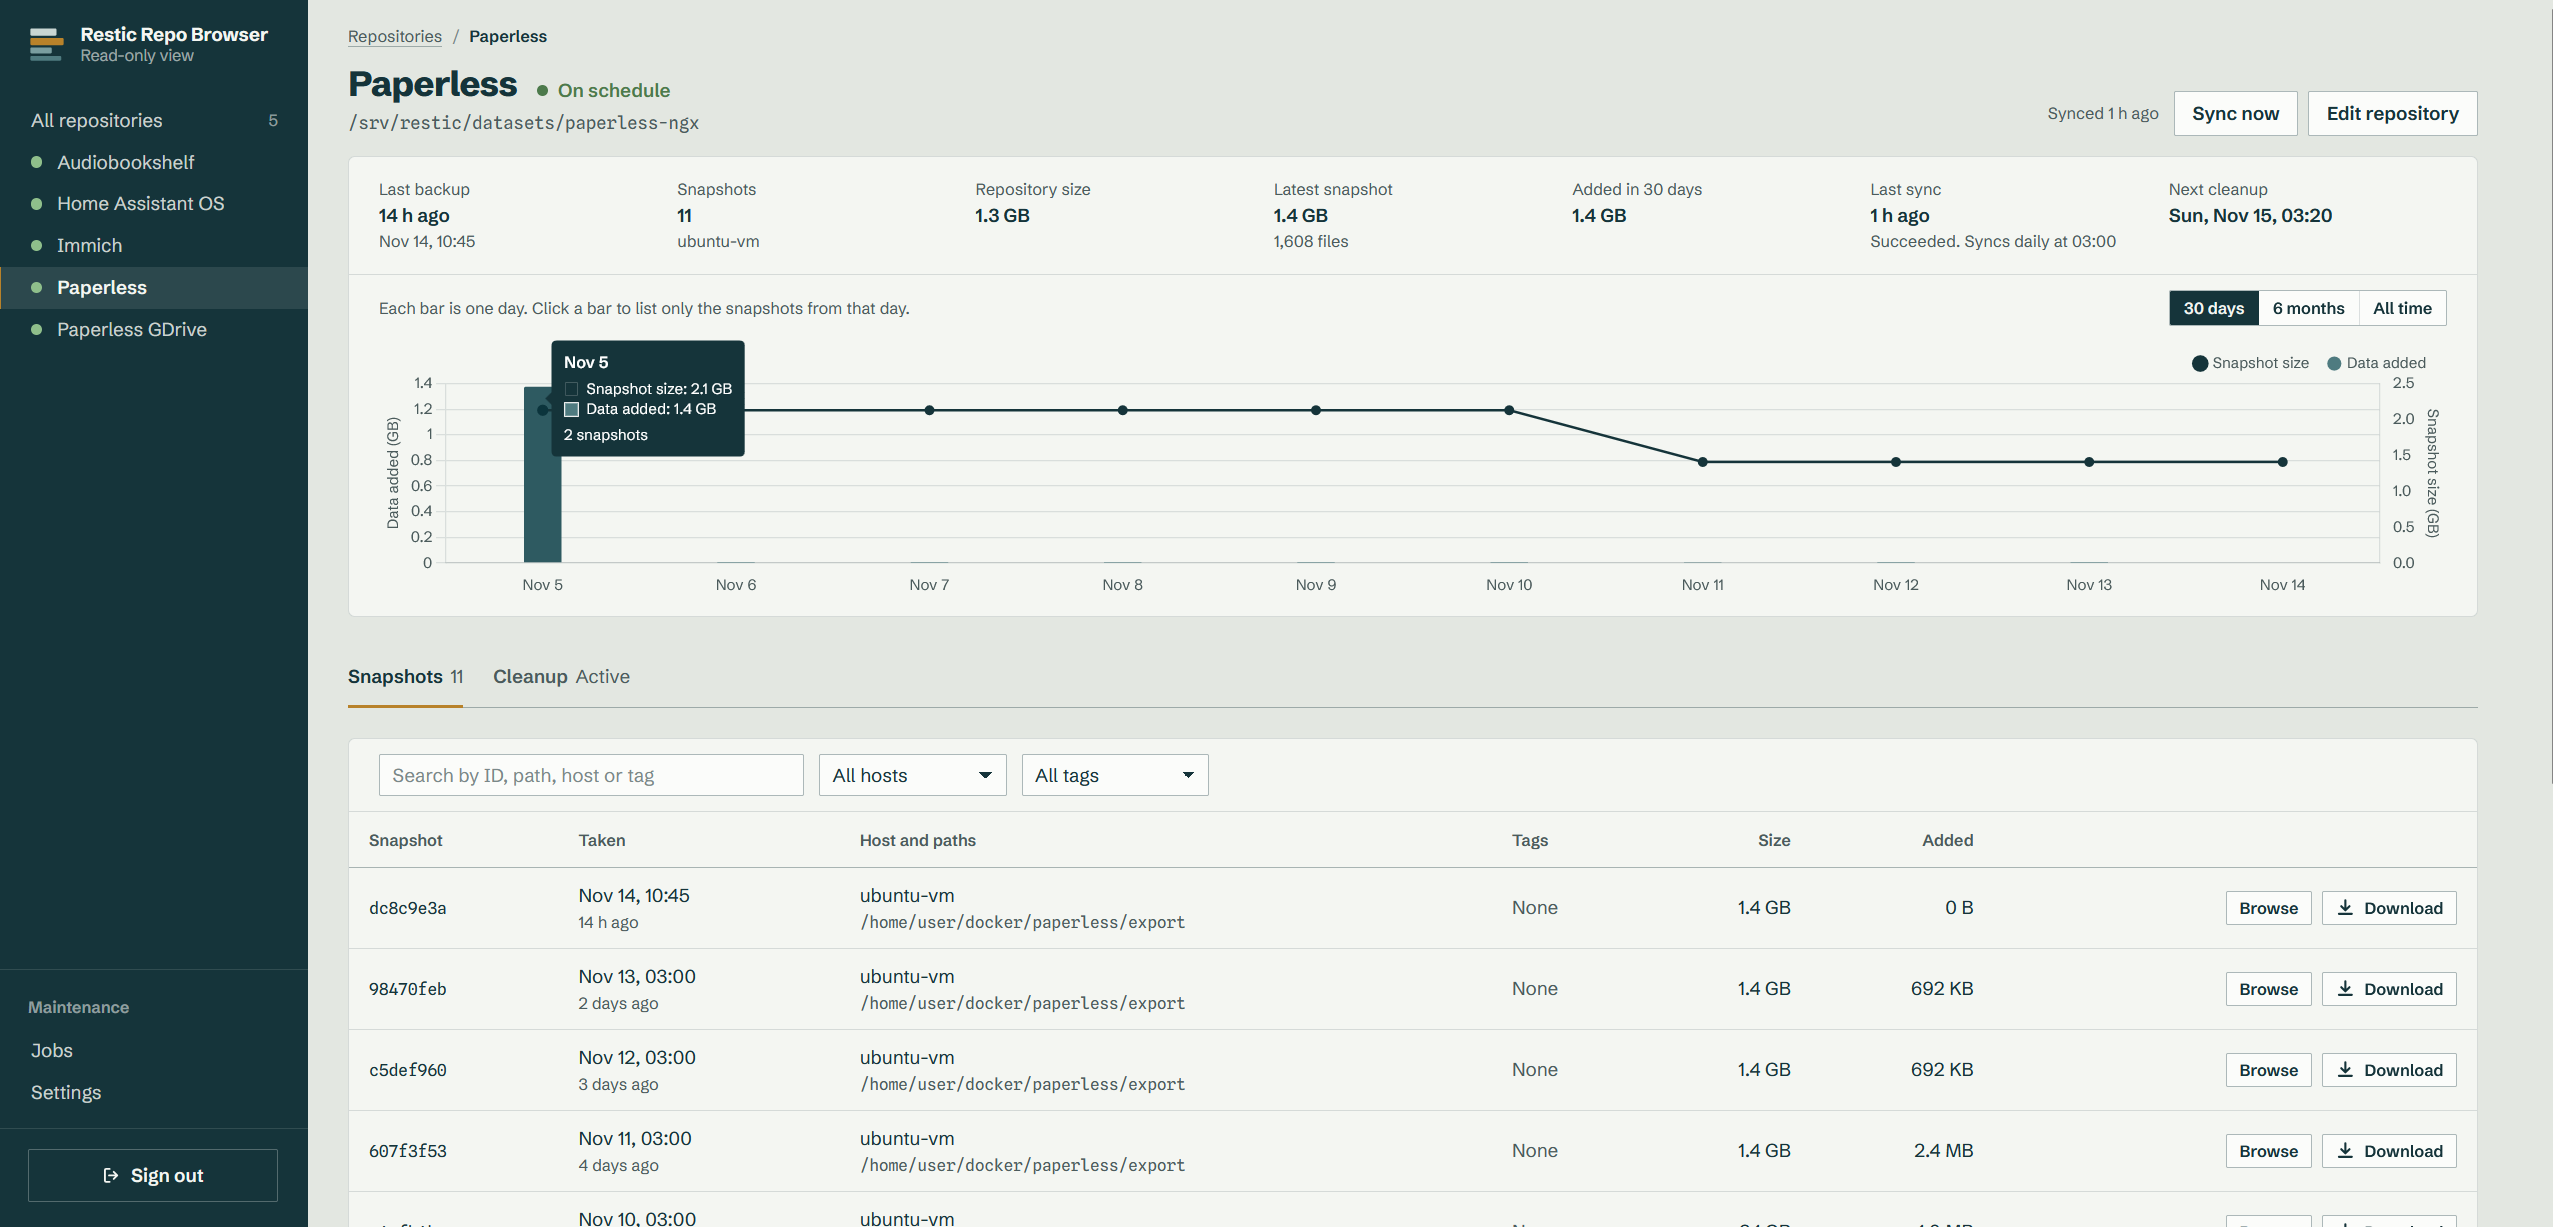 Restic Repo Browser
Read-only view
All repositories 5
Audiobookshelf
Home Assistant OS
Immich
Paperless
Paperless GDrive
Maintenance
Jobs
Settings
Sign out
Repositories / Paperless
Paperless On schedule
/srv/restic/datasets/paperless-ngx
Synced 1 h ago Sync now Edit repository
Last backup
14 h ago
Nov 14, 10:45
Snapshots
11
ubuntu-vm
Repository size
1.3 GB
Latest snapshot
1.4 GB
1,608 files
Added in 30 days
1.4 GB
Last sync
1 h ago
Succeeded. Syncs daily at 03:00
Next cleanup
Sun, Nov 15, 03:20
Each bar is one day. Click a bar to list only the snapshots from that day.
30 days 6 months All time
Snapshot size Data added
Nov 5
Snapshot size: 2.1 GB
Data added: 1.4 GB
2 snapshots
Data added (GB)
1.4
1.2
1
0.8
0.6
0.4
0.2
0
2.5
2.0
1.5
1.0
0.5
0.0
Snapshot size (GB)
Nov 5 Nov 6 Nov 7 Nov 8 Nov 9 Nov 10 Nov 11 Nov 12 Nov 13 Nov 14
Snapshots 11 Cleanup Active
Search by ID, path, host or tag All hosts All tags
Snapshot Taken Host and paths Tags Size Added
dc8c9e3a Nov 14, 10:45 ubuntu-vm None 1.4 GB 0 B Browse Download
14 h ago /home/user/docker/paperless/export
98470feb Nov 13, 03:00 ubuntu-vm None 1.4 GB 692 KB Browse Download
2 days ago /home/user/docker/paperless/export
c5def960 Nov 12, 03:00 ubuntu-vm None 1.4 GB 692 KB Browse Download
3 days ago /home/user/docker/paperless/export
607f3f53 Nov 11, 03:00 ubuntu-vm None 1.4 GB 2.4 MB Browse Download
4 days ago /home/user/docker/paperless/export
Nov 10, 03:00 ubuntu-vm